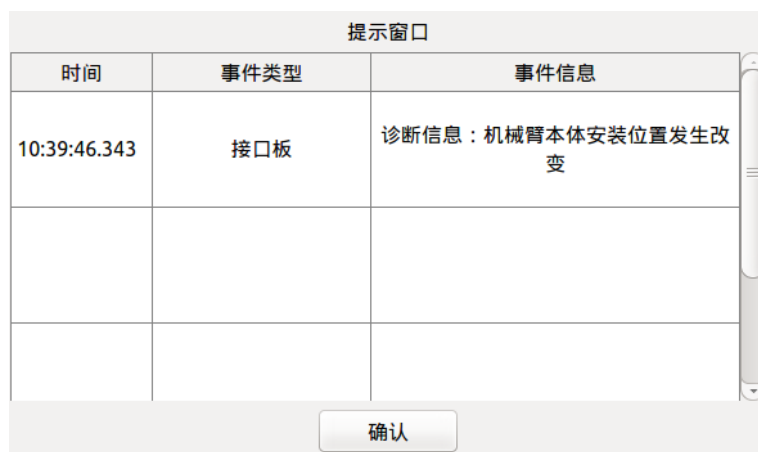 提示窗口
时间 事件类型 事件信息
10:39:46.343 接口板 诊断信息：机械臂本体安装位置发生改
变
确认